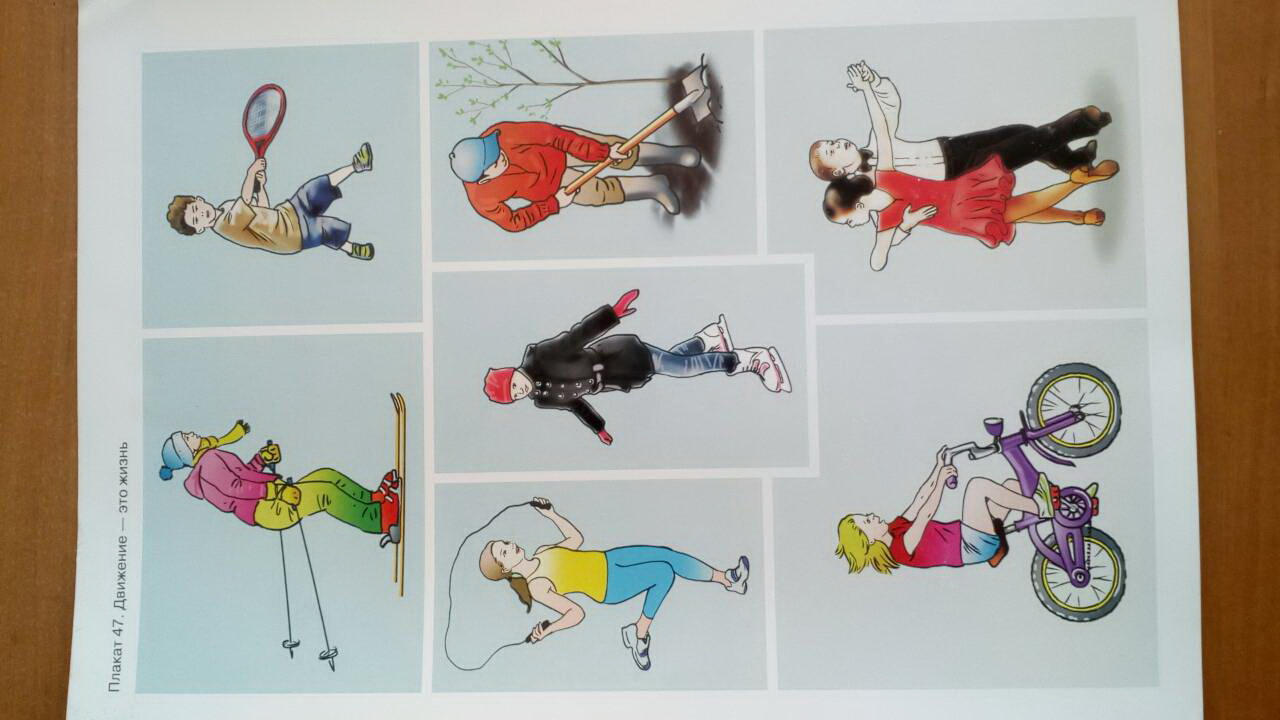 Плакат 47. Движение — это жизнь